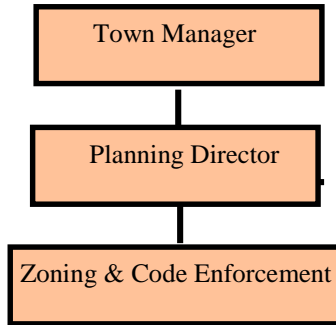 Town Manager
Planning Director
Zoning & Code Enforcement